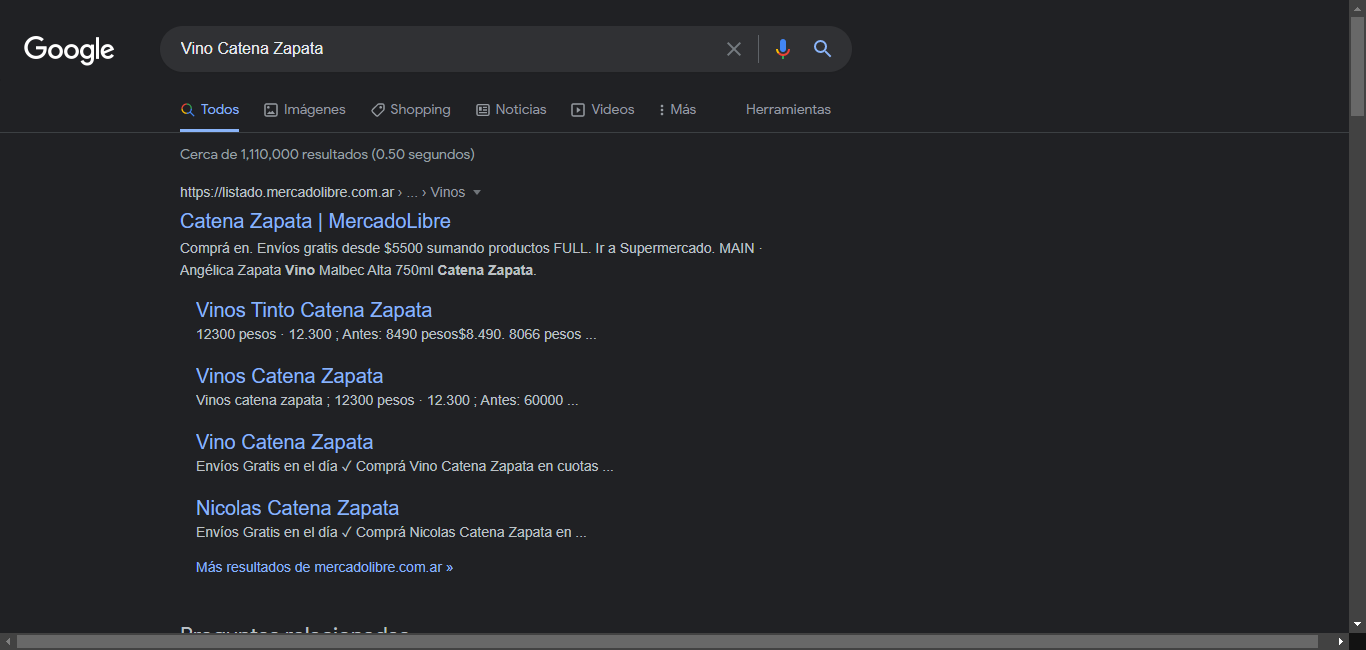 Google
Vino Catena Zapata
Todos Imágenes Shopping Noticias Videos Más Herramientas
Cerca de 1,110,000 resultados (0.50 segundos)
https://listado.mercadolibre.com.ar › ... › Vinos
Catena Zapata | MercadoLibre
Comprá en. Envíos gratis desde $5500 sumando productos FULL. Ir a Supermercado. MAIN ·
Angélica Zapata Vino Malbec Alta 750ml Catena Zapata.
Vinos Tinto Catena Zapata
12300 pesos · 12.300 ; Antes: 8490 pesos$8.490. 8066 pesos ...
Vinos Catena Zapata
Vinos catena zapata ; 12300 pesos · 12.300 ; Antes: 60000 ...
Vino Catena Zapata
Envíos Gratis en el día ✓ Comprá Vino Catena Zapata en cuotas ...
Nicolas Catena Zapata
Envíos Gratis en el día ✓ Comprá Nicolas Catena Zapata en ...
Más resultados de mercadolibre.com.ar »
Preguntas relacionadas